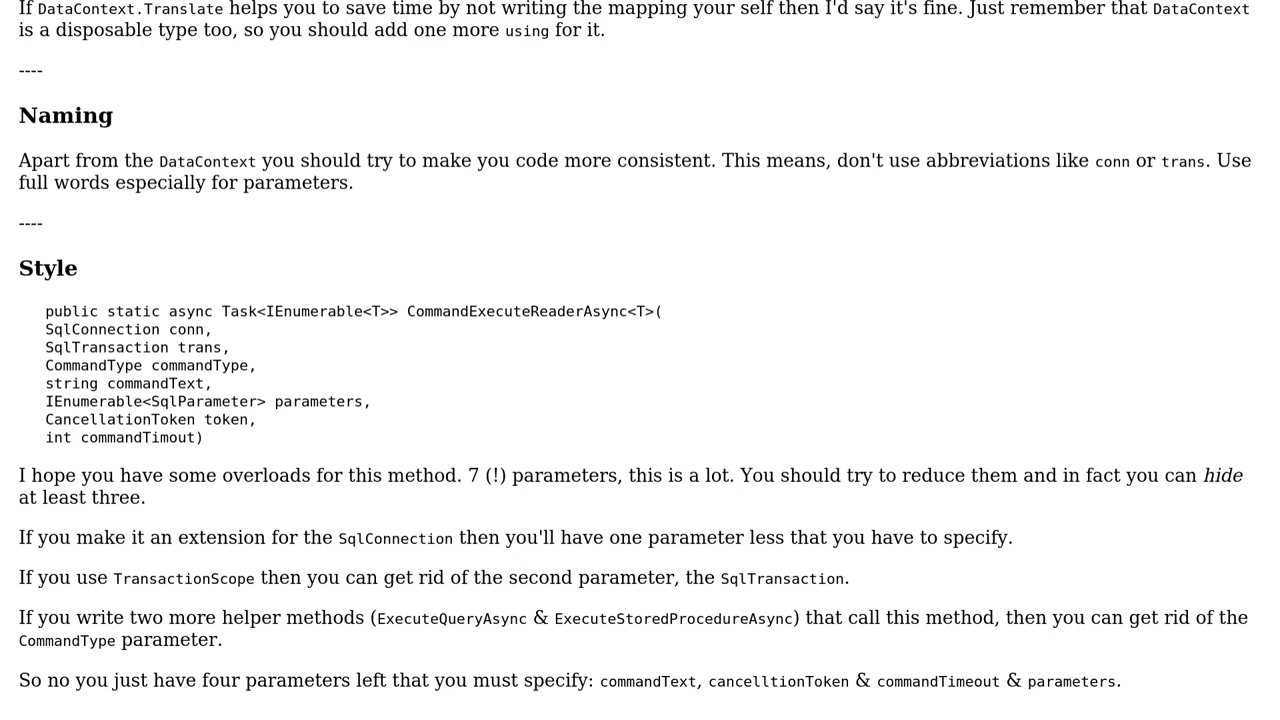 If DataContext.Translate helps you to save time by not writing the mapping your self then I'd say it's fine. Just remember that DataContext
is a disposable type too, so you should add one more using for it.
----
Naming
Apart from the DataContext you should try to make you code more consistent. This means, don't use abbreviations like conn or trans. Use
full words especially for parameters.
----
Style
public static async Task<IEnumerable<T>> CommandExecuteReaderAsync<T>(
SqlConnection conn,
SqlTransaction trans,
CommandType commandType,
string commandText,
IEnumerable<SqlParameter> parameters,
CancellationToken token,
int commandTimout)
I hope you have some overloads for this method. 7 (!) parameters, this is a lot. You should try to reduce them and in fact you can hide
at least three.
If you make it an extension for the SqlConnection then you'll have one parameter less that you have to specify.
If you use TransactionScope then you can get rid of the second parameter, the SqlTransaction.
If you write two more helper methods (ExecuteQueryAsync & ExecuteStoredProcedureAsync) that call this method, then you can get rid of the
CommandType parameter.
So no you just have four parameters left that you must specify: commandText, cancelltionToken & commandTimeout & parameters.